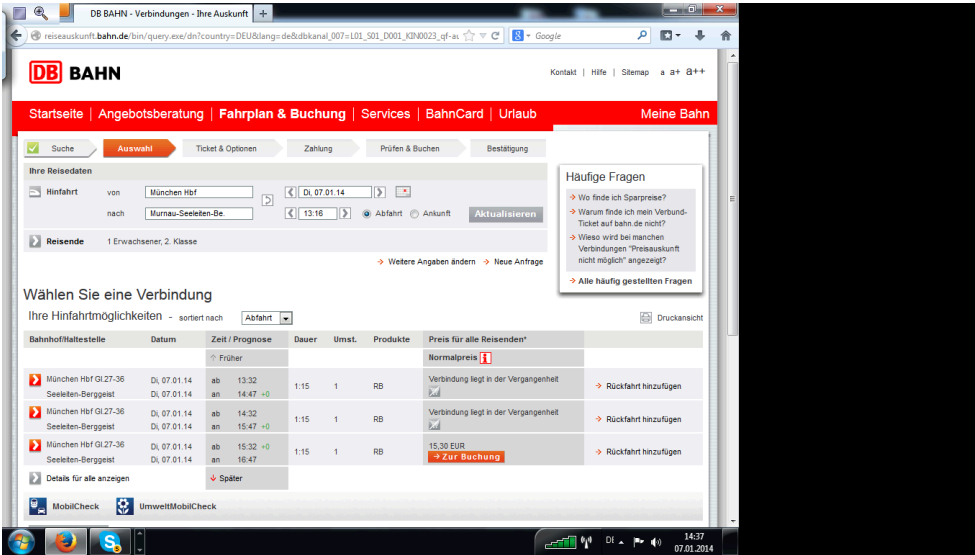 DB BAHN - Verbindungen - Ihre Auskunft
reiseauskunft.bahn.de/bin/query.exe/dn?country=DEU&lang=de&dbkanal_007=L01_S01_D001_KIN0023_qf-au
Google
DB BAHN
Kontakt | Hilfe | Sitemap a a+ a++
Startseite | Angebotsberatung | Fahrplan & Buchung | Services | BahnCard | Urlaub Meine Bahn
Suche Auswahl Ticket & Optionen Zahlung Prüfen & Buchen Bestätigung
Ihre Reisedaten
Hinfahrt von München Hbf Di, 07.01.14
nach Murnau-Seeleiten-Be. 13:16 Abfahrt Ankunft Aktualisieren
Reisende 1 Erwachsener, 2. Klasse
Weitere Angaben ändern Neue Anfrage
Häufige Fragen
Wo finde ich Sparpreise?
Warum finde ich mein Verbund-
Ticket auf bahn.de nicht?
Wieso wird bei manchen
Verbindungen "Preisauskunft
nicht möglich" angezeigt?
Alle häufig gestellten Fragen
Wählen Sie eine Verbindung
Ihre Hinfahrtmöglichkeiten - sortiert nach Abfahrt Druckansicht
Bahnhof/Haltestelle Datum Zeit / Prognose Dauer Umst. Produkte Preis für alle Reisenden*
Früher Normalpreis
München Hbf Gl.27-36 Di, 07.01.14 ab 13:32 1:15 1 RB Verbindung liegt in der Vergangenheit Rückfahrt hinzufügen
Seeleiten-Berggeist Di, 07.01.14 an 14:47 +0
München Hbf Gl.27-36 Di, 07.01.14 ab 14:32 1:15 1 RB Verbindung liegt in der Vergangenheit Rückfahrt hinzufügen
Seeleiten-Berggeist Di, 07.01.14 an 15:47 +0
München Hbf Gl.27-36 Di, 07.01.14 ab 15:32 +0 1:15 1 RB 15,30 EUR Rückfahrt hinzufügen
Seeleiten-Berggeist Di, 07.01.14 an 16:47 Zur Buchung
Details für alle anzeigen Später
MobilCheck UmweltMobilCheck
DE 14:37
07.01.2014